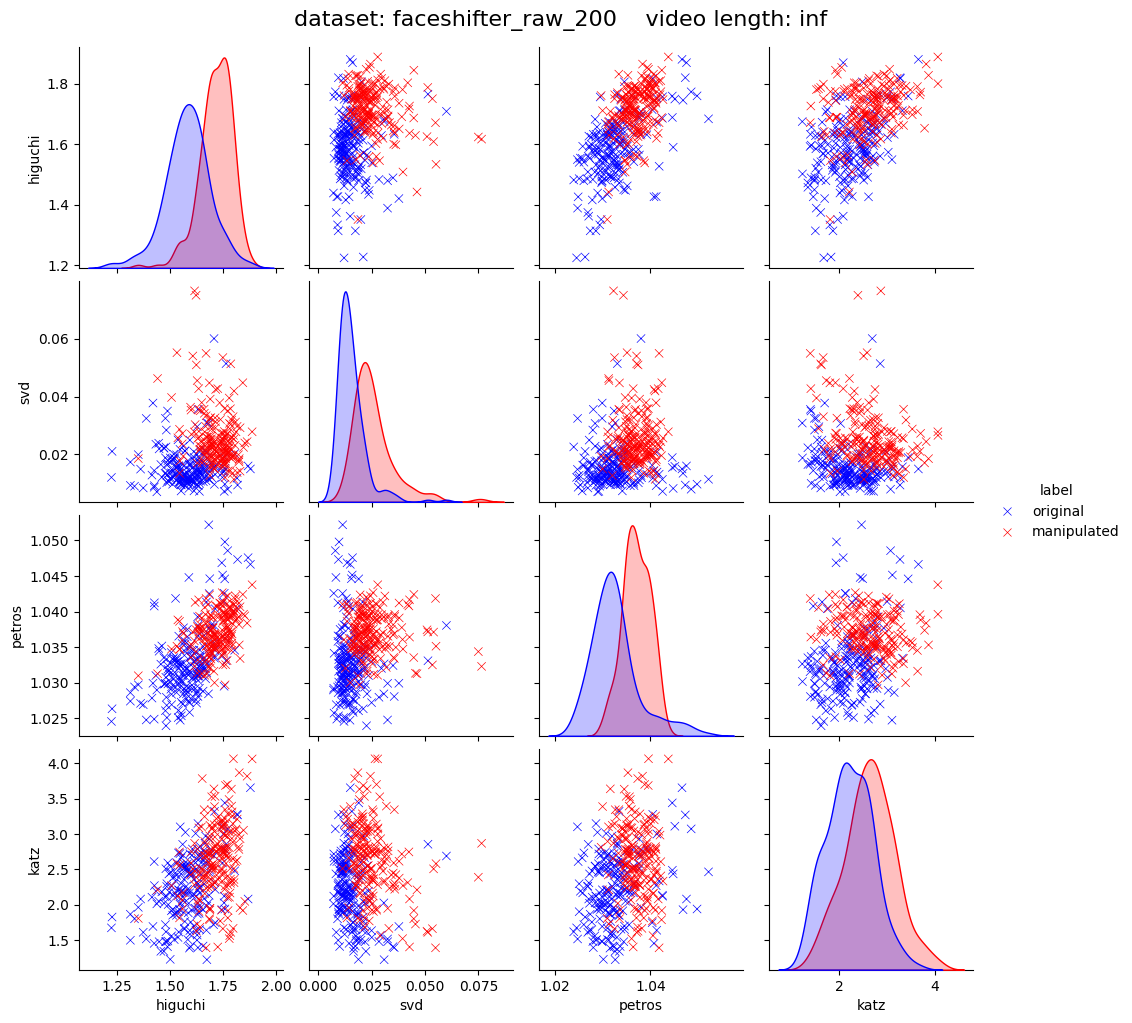 dataset: faceshifter_raw_200    video length: inf
higuchi
1.8
1.6
1.4
1.2
svd
0.06
0.04
0.02
label
original
manipulated
petros
1.050
1.045
1.040
1.035
1.030
1.025
katz
4.0
3.5
3.0
2.5
2.0
1.5
1.25 1.50 1.75 2.00 0.000 0.025 0.050 0.075 1.02 1.04 2 4
higuchi svd petros katz